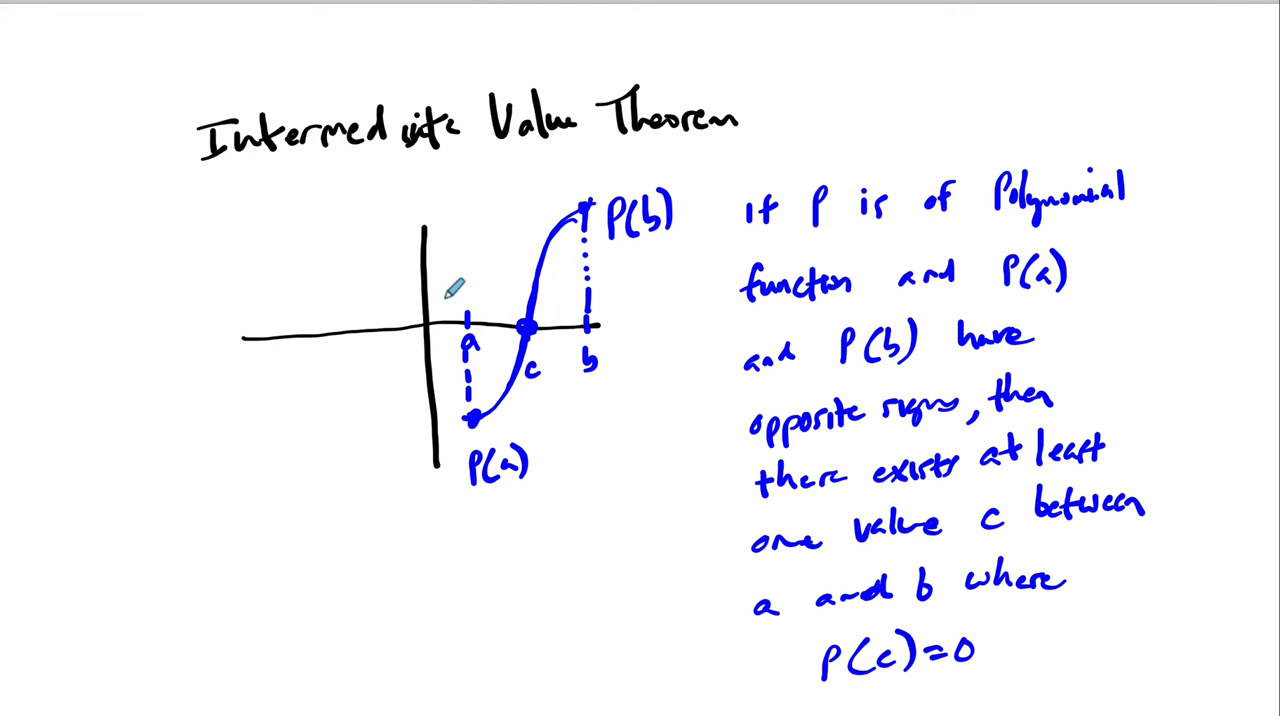 Intermediate Value Theorem
P(b)
a
c
b
P(a)
If P is of Polynomial
function and P(a)
and P(b) have
opposite signs, then
there exists at least
one value c between
a and b where
P(c)=0